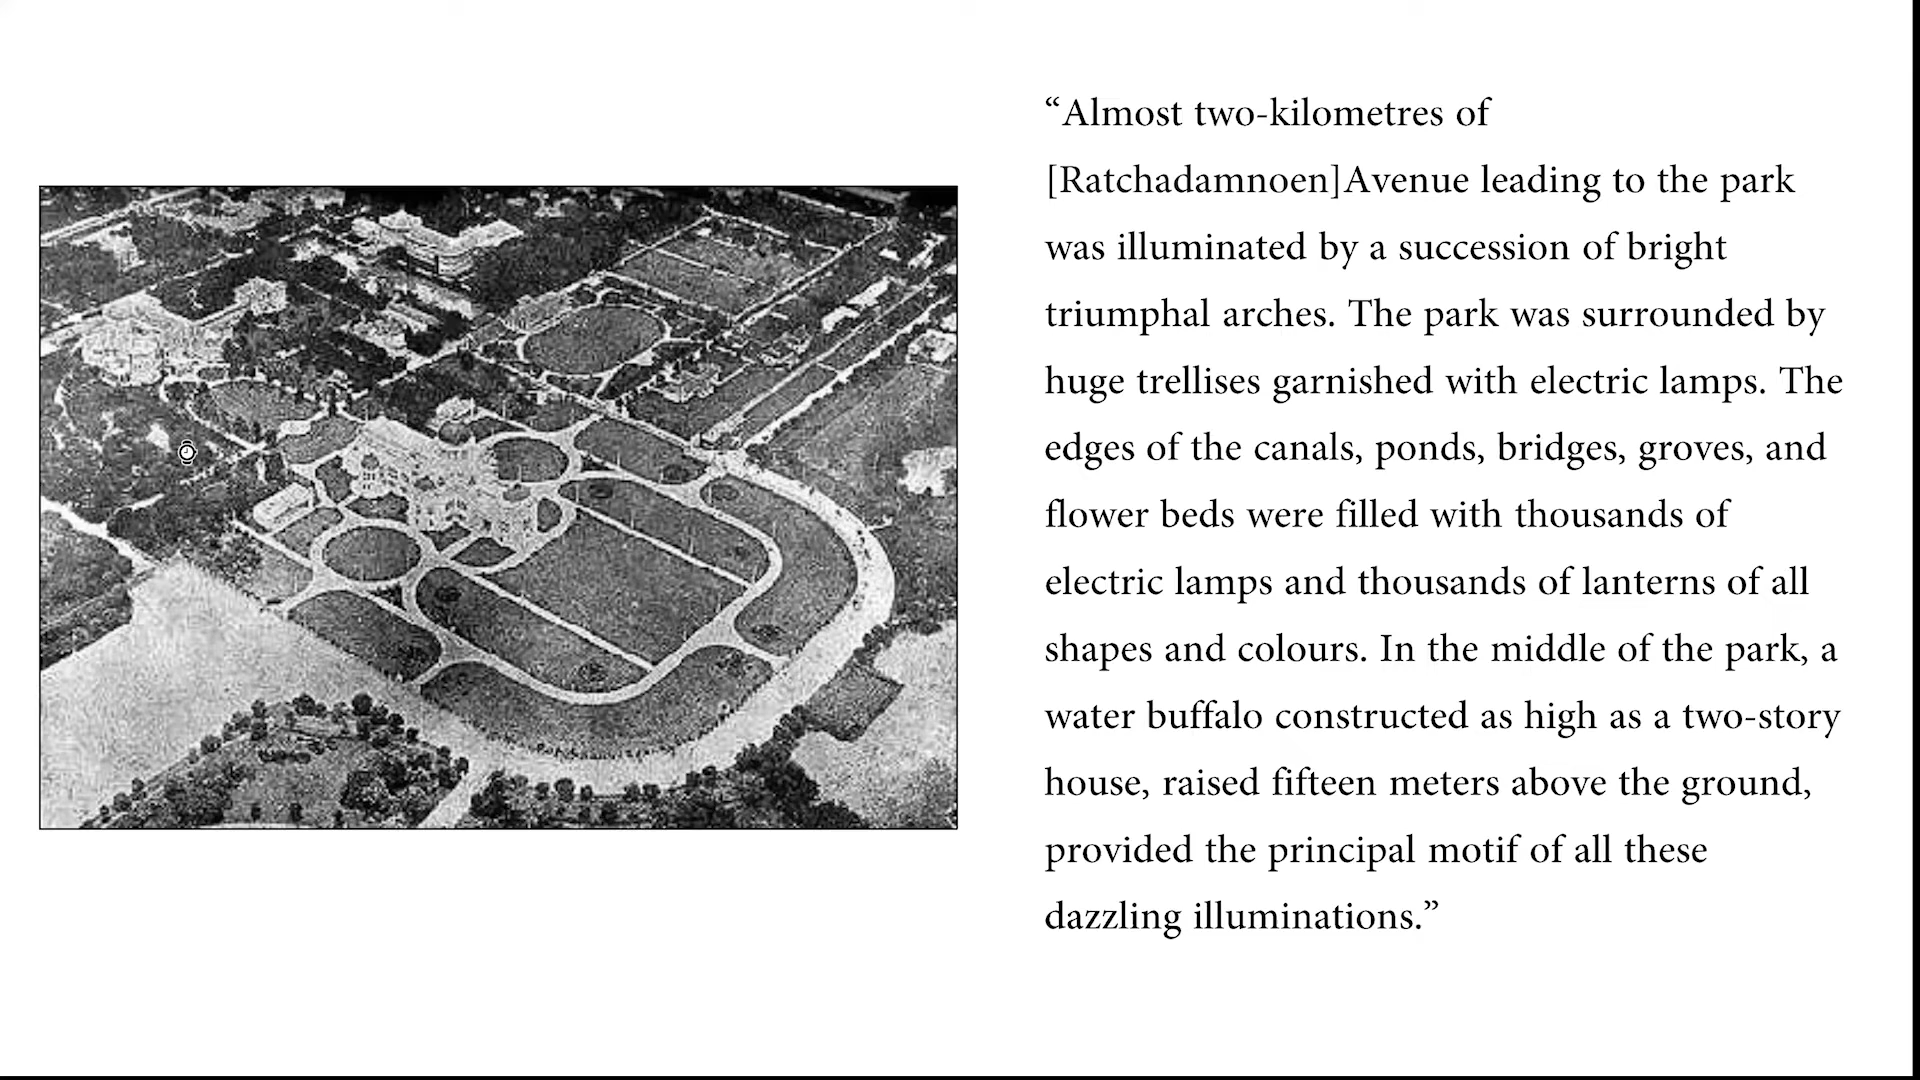 “Almost two-kilometres of
[Ratchadamnoen]Avenue leading to the park
was illuminated by a succession of bright
triumphal arches. The park was surrounded by
huge trellises garnished with electric lamps. The
edges of the canals, ponds, bridges, groves, and
flower beds were filled with thousands of
electric lamps and thousands of lanterns of all
shapes and colours. In the middle of the park, a
water buffalo constructed as high as a two-story
house, raised fifteen meters above the ground,
provided the principal motif of all these
dazzling illuminations.”